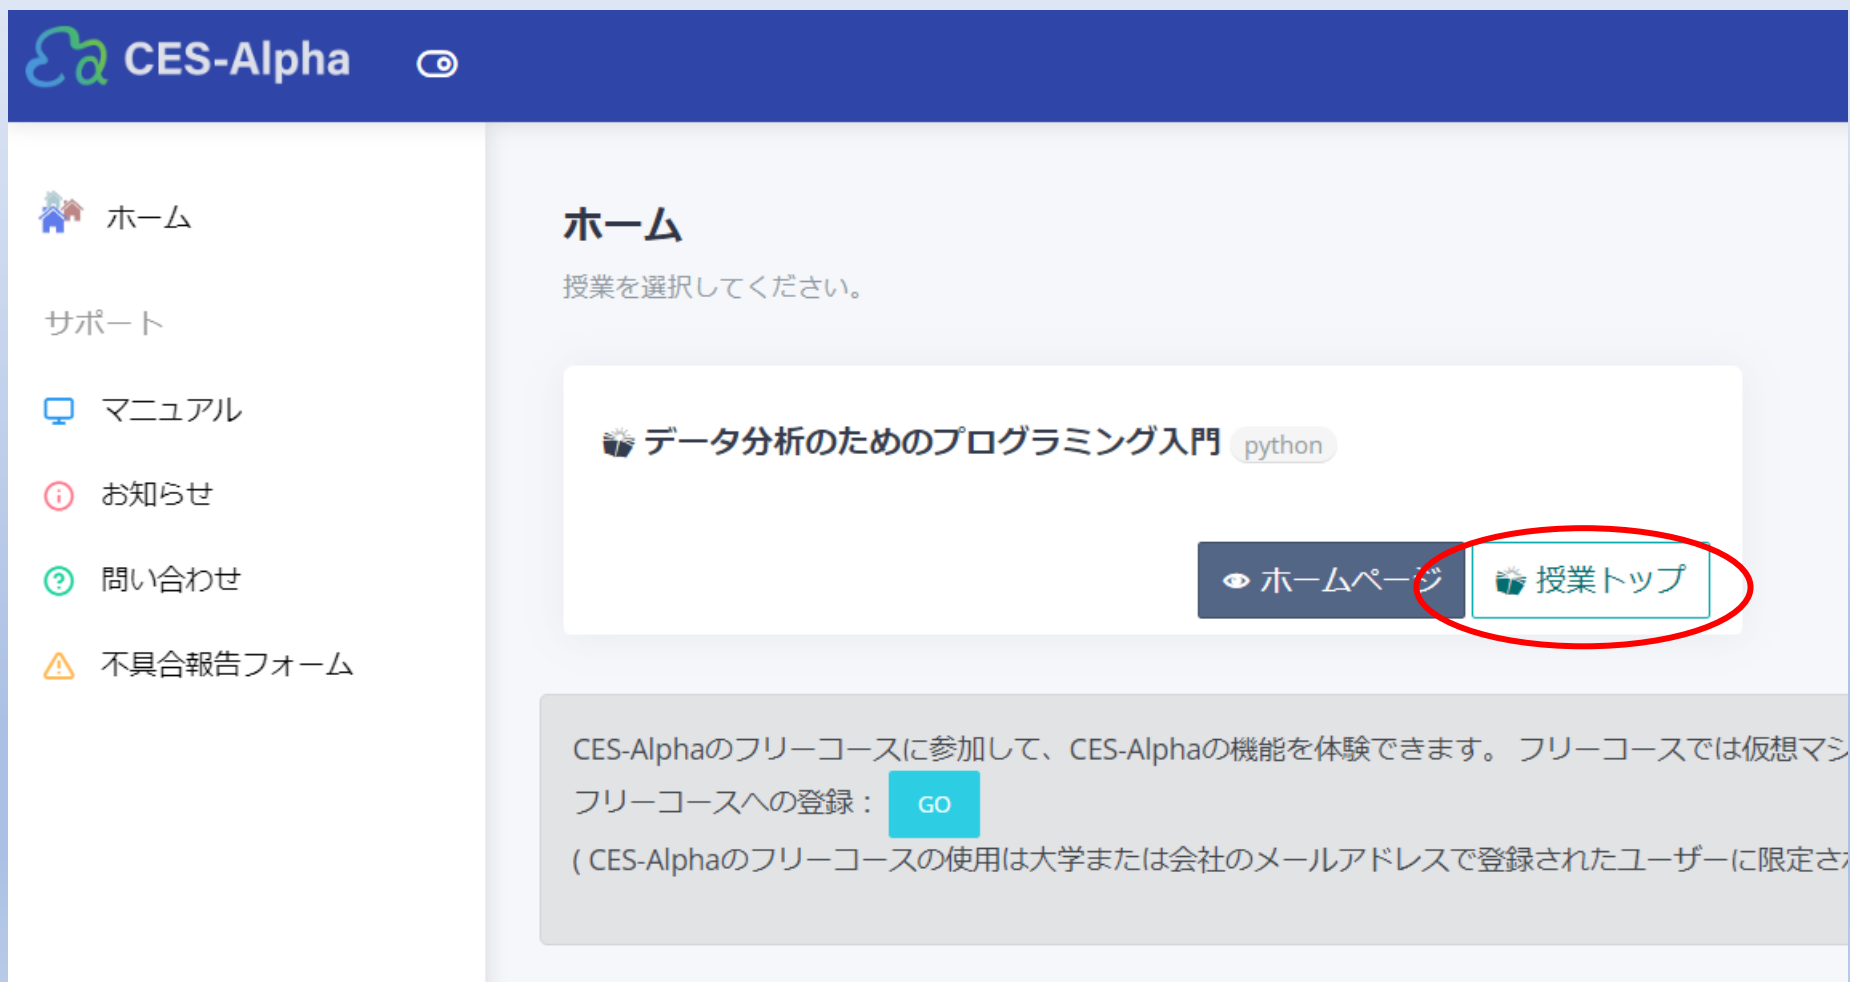 CES-Alpha
ホーム
サポート
マニュアル
お知らせ
問い合わせ
不具合報告フォーム
ホーム
授業を選択してください。
データ分析のためのプログラミング入門 python
ホームページ
授業トップ
CES-Alphaのフリーコースに参加して、CES-Alphaの機能を体験できます。 フリーコースでは仮想マシ
フリーコースへの登録： GO
( CES-Alphaのフリーコースの使用は大学または会社のメールアドレスで登録されたユーザーに限定さ